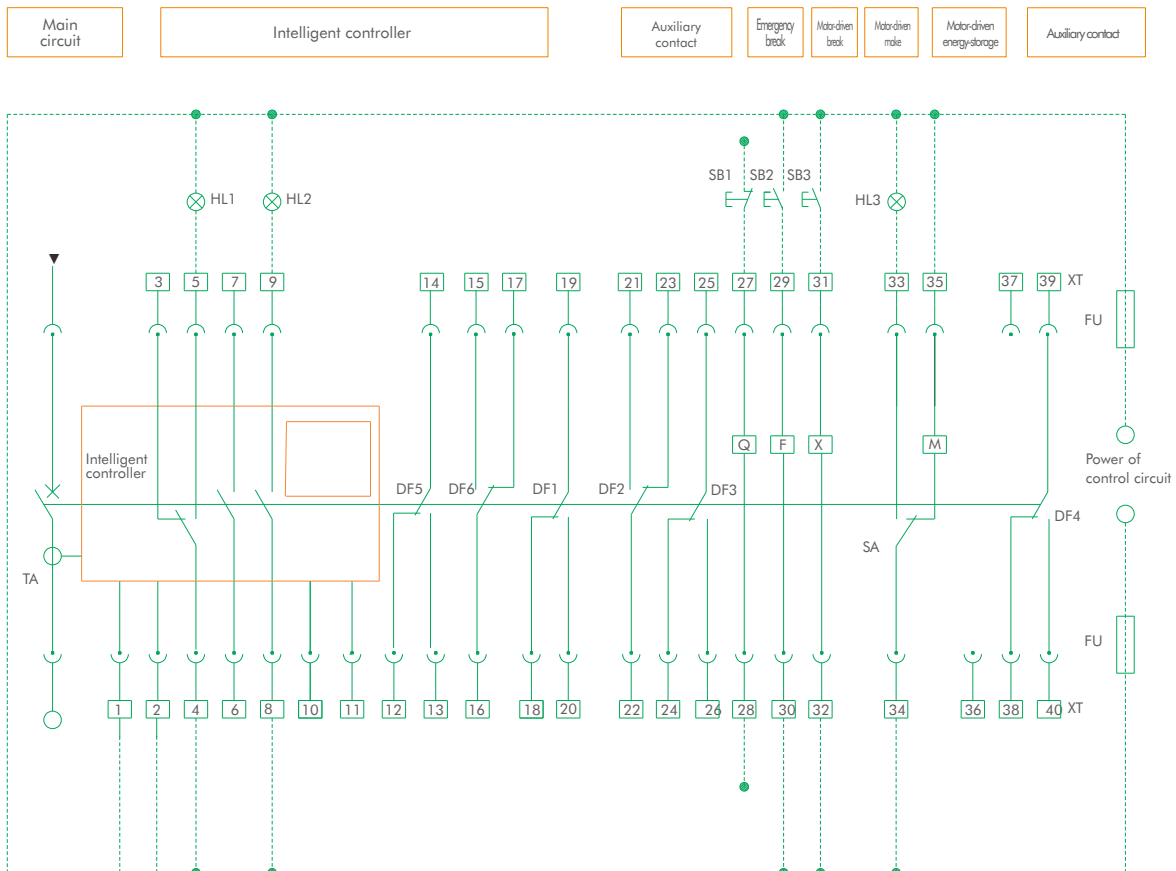 Main
circuit
Intelligent controller
Auxiliary
contact
Emergency
break
Motor-driven
break
Motor-driven
make
Motor-driven
energy-storage
Auxiliary contact
SB1 SB2 SB3
HL1 HL2 HL3
3 5 7 9 14 15 17 19 21 23 25 27 29 31 33 35 37 39 XT
FU
Q F X M
Intelligent
controller
Power of
control circuit
DF5 DF6 DF1 DF2 DF3
DF4
SA
TA
FU
1 2 4 6 8 10 11 12 13 16 18 20 22 24 26 28 30 32 34 36 38 40 XT